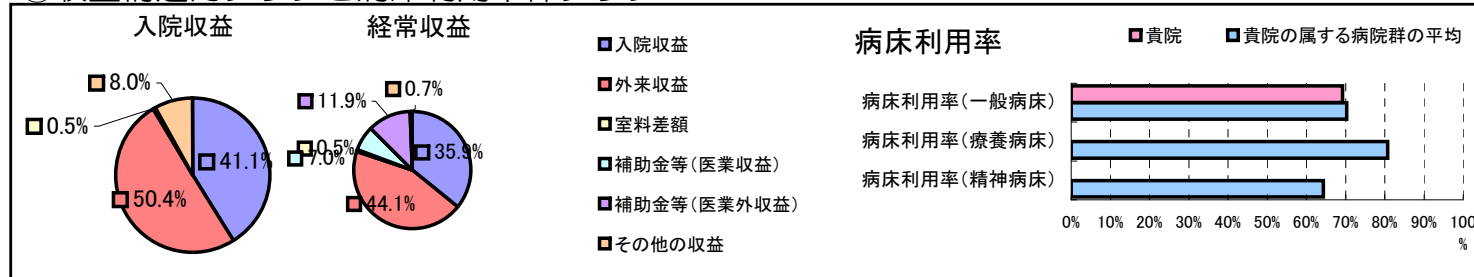 入院収益
8.0%
0.5%
41.1%
50.4%
経常収益
0.7%
11.9%
0.5%
7.0%
35.9%
44.1%
入院収益
外来収益
室料差額
補助金等(医業収益)
補助金等(医業外収益)
その他の収益
病床利用率
貴院 貴院の属する病院群の平均
病床利用率(一般病床)
病床利用率(療養病床)
病床利用率(精神病床)
0% 10% 20% 30% 40% 50% 60% 70% 80% 90% 100
%